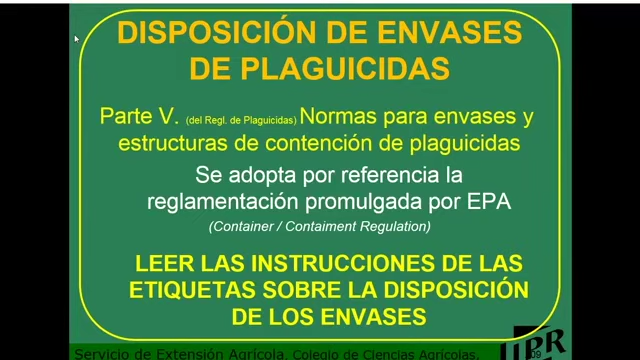 DISPOSICIÓN DE ENVASES
DE PLAGUICIDAS
Parte V. (del Regl. de Plaguicidas) Normas para envases y
estructuras de contención de plaguicidas
Se adopta por referencia la
reglamentación promulgada por EPA
(Container / Contaiment Regulation)
LEER LAS INSTRUCCIONES DE LAS
ETIQUETAS SOBRE LA DISPOSICIÓN
DE LOS ENVASES
Servicio de Extensión Agrícola, Colegio de Ciencias Agrícolas,